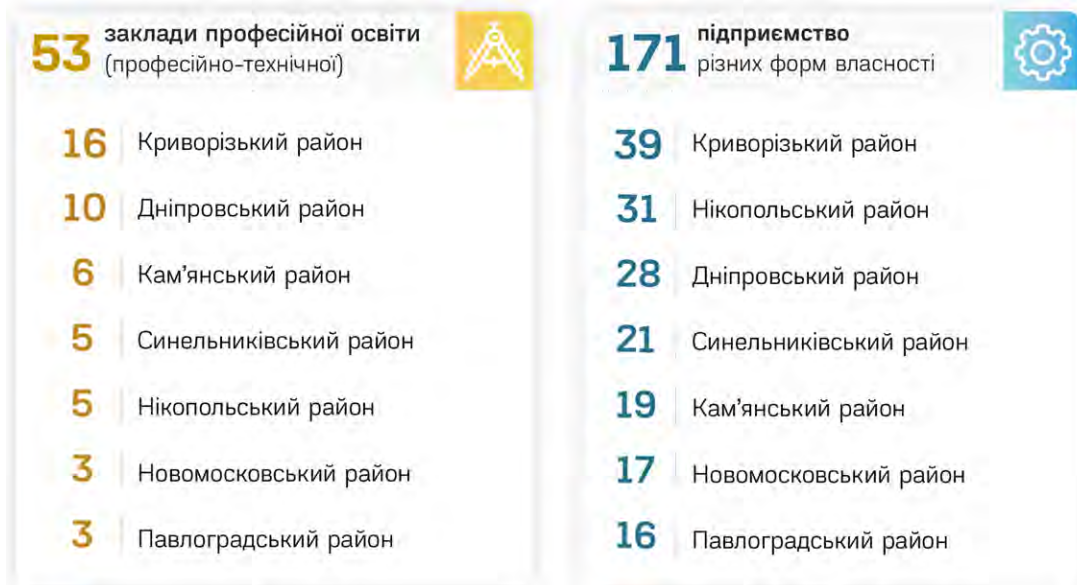 53 заклади професійної освіти
(професійно-технічної)
16 Криворізький район
10 Дніпровський район
6 Кам’янський район
5 Синельниківський район
5 Нікопольський район
3 Новомосковський район
3 Павлоградський район
171 підприємство
різних форм власності
39 Криворізький район
31 Нікопольський район
28 Дніпровський район
21 Синельниківський район
19 Кам’янський район
17 Новомосковський район
16 Павлоградський район